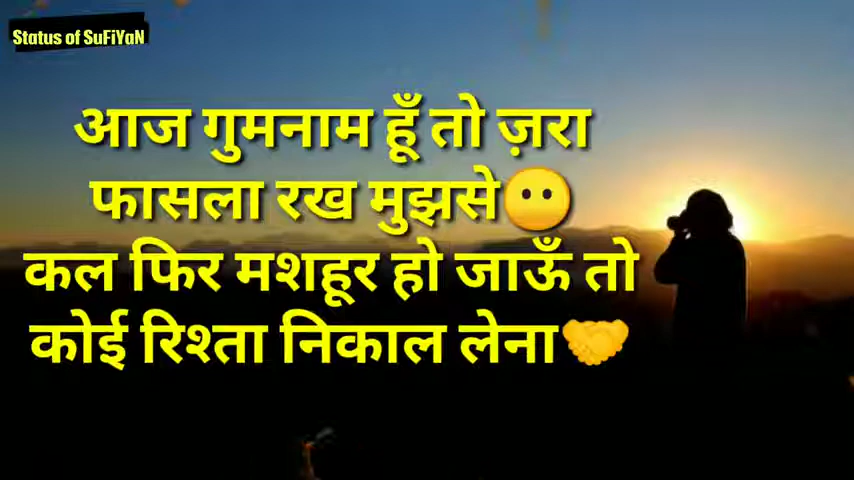 Status of SuFiYaN
आज गुमनाम हूँ तो ज़रा
फासला रख मुझसे😶
कल फिर मशहूर हो जाऊँ तो
कोई रिश्ता निकाल लेना🤝